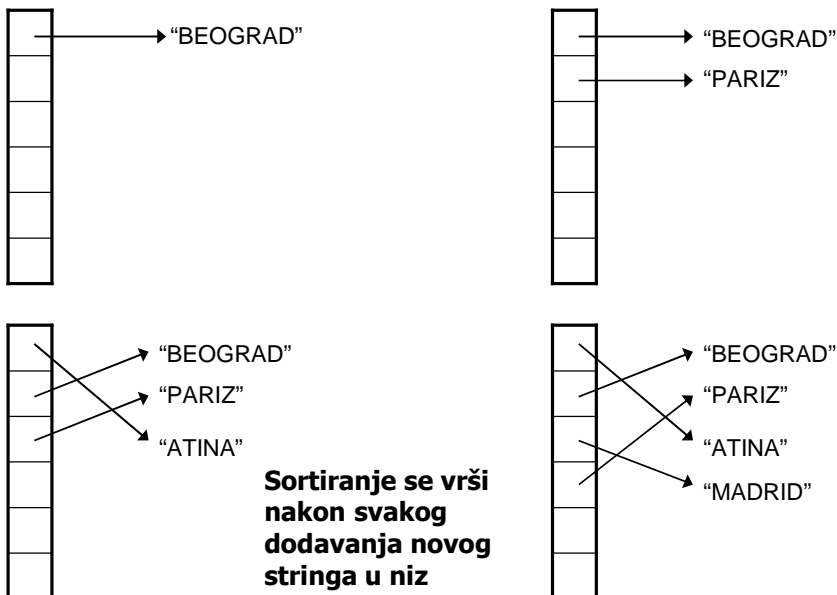 “BEOGRAD”
“BEOGRAD”
“PARIZ”
“BEOGRAD”
“PARIZ”
“ATINA”
Sortiranje se vrši
nakon svakog
dodavanja novog
stringa u niz
“BEOGRAD”
“PARIZ”
“ATINA”
“MADRID”